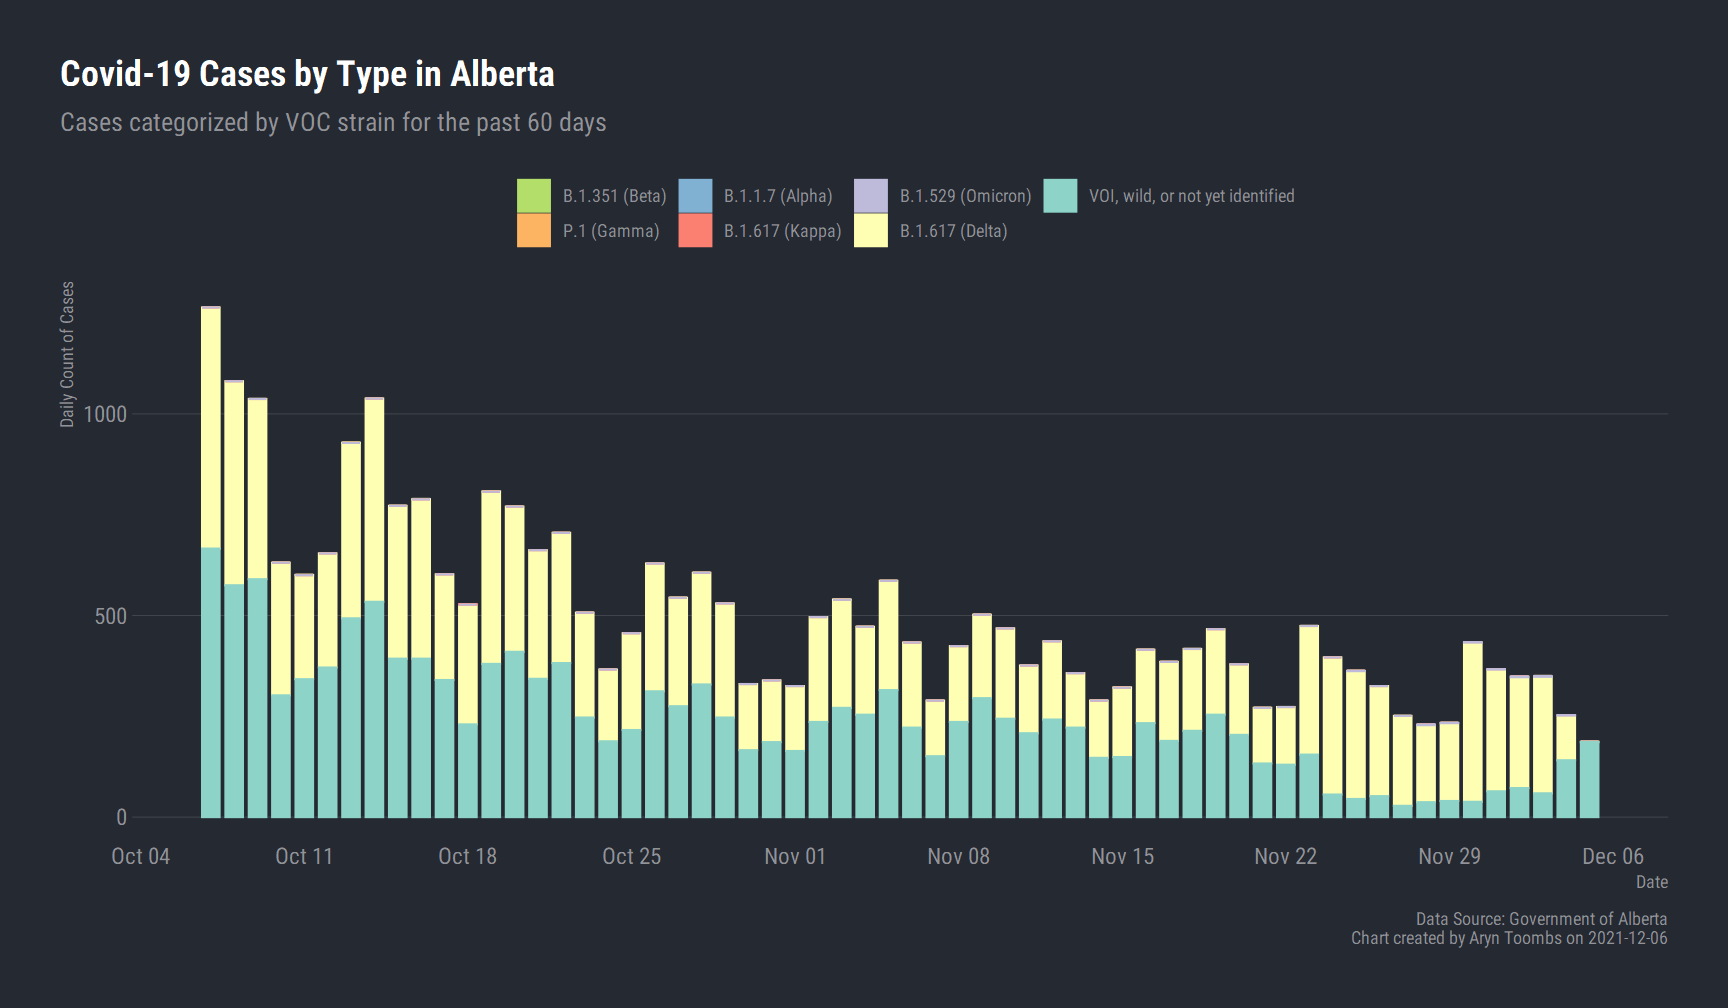 Covid-19 Cases by Type in Alberta
Cases categorized by VOC strain for the past 60 days
B.1.351 (Beta) B.1.1.7 (Alpha) B.1.529 (Omicron) VOI, wild, or not yet identified
P.1 (Gamma) B.1.617 (Kappa) B.1.617 (Delta)
Daily Count of Cases
1000
500
0
Oct 04 Oct 11 Oct 18 Oct 25 Nov 01 Nov 08 Nov 15 Nov 22 Nov 29 Dec 06
Date
Data Source: Government of Alberta
Chart created by Aryn Toombs on 2021-12-06